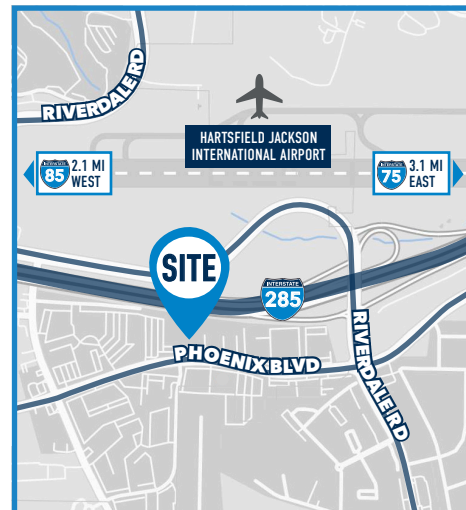 RIVERDALE RD
HARTSFIELD JACKSON
INTERNATIONAL AIRPORT
INTERSTATE
85
2.1 MI
WEST
INTERSTATE
75
3.1 MI
EAST
SITE
INTERSTATE
285
PHOENIX BLVD
RIVERDALE RD